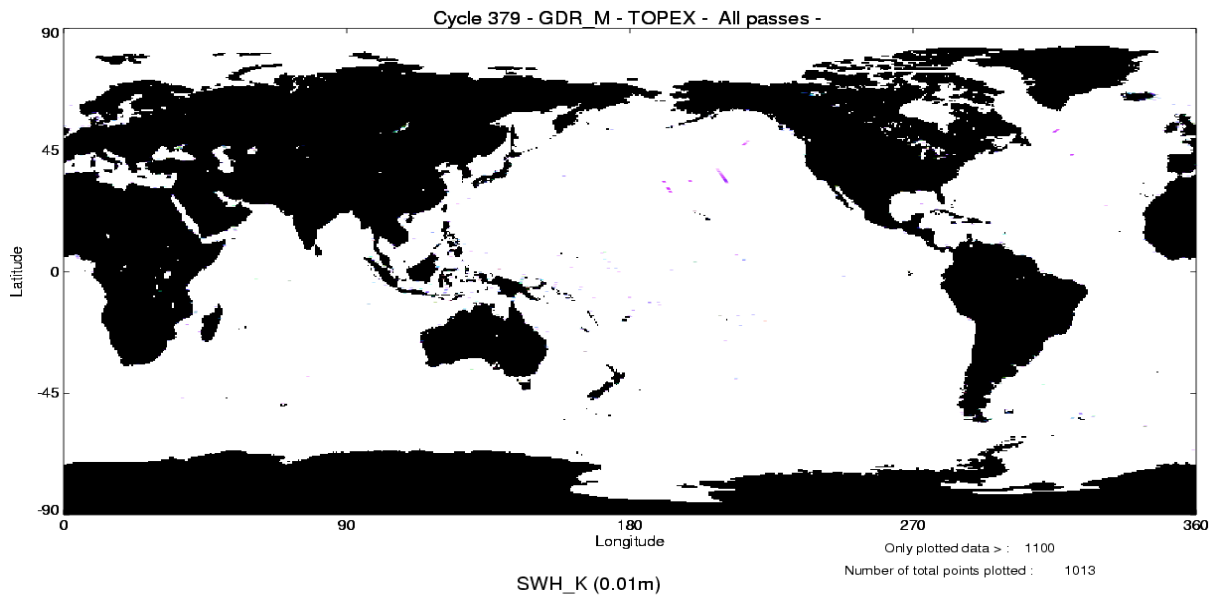 Cycle 379 - GDR_M - TOPEX - All passes -
90
45
0
-45
-90
Latitude
0 90 180 270 360
Longitude
Only plotted data > : 1100
Number of total points plotted : 1013
SWH_K (0.01m)